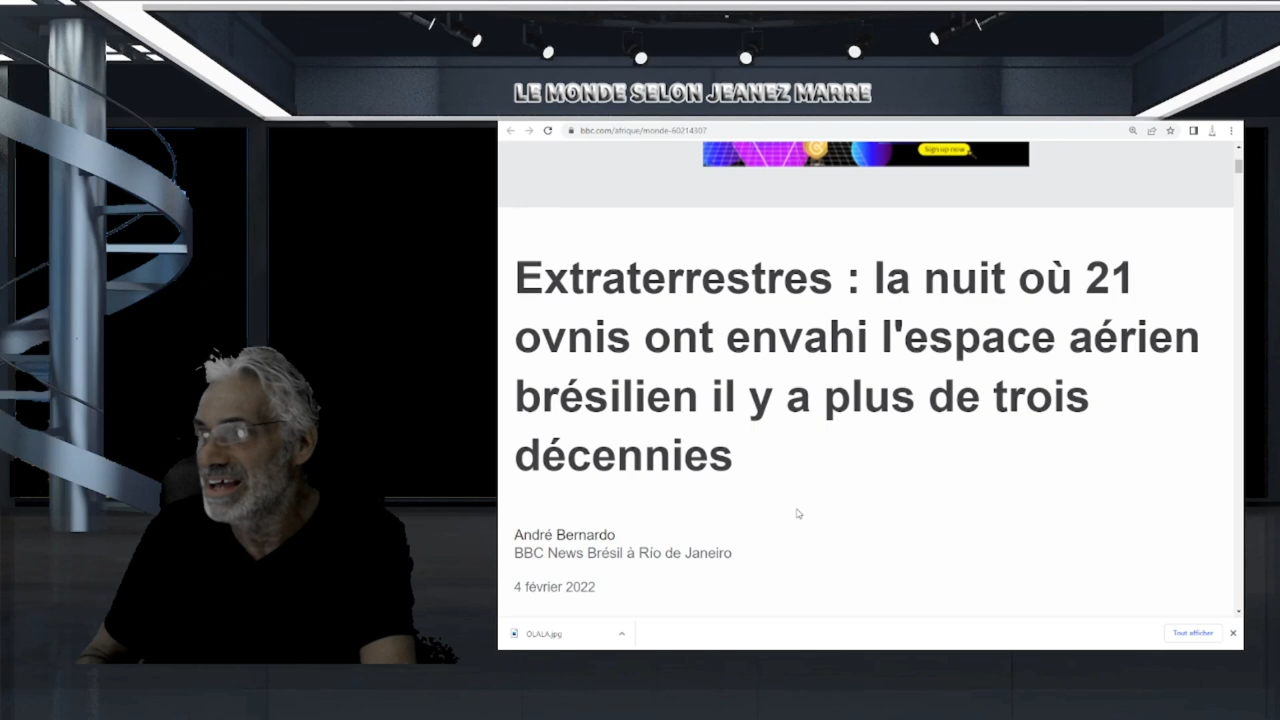 LE MONDE SELON JEANEZ MARRE
bbc.com/afrique/monde-60214307
Sign up now
Extraterrestres : la nuit où 21
ovnis ont envahi l'espace aérien
brésilien il y a plus de trois
décennies
André Bernardo
BBC News Brésil à Rio de Janeiro
4 février 2022
OLALA.jpg
Tout afficher